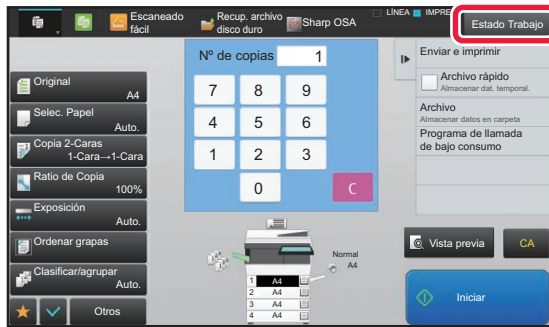 Escaneado
fácil
Recup. archivo
disco duro
Sharp OSA
LÍNEA
IMPRE
Estado Trabajo
Nº de copias 1
7 8 9
4 5 6
1 2 3
0 C
Original
A4
Selec. Papel
Auto.
Copia 2-Caras
1-Cara→1-Cara
Ratio de Copia
100%
Exposición
Auto.
Ordenar grapas
Clasificar/agrupar
Auto.
Otros
Normal
A4
1 A4
2 A4
3 A4
4 A4
Enviar e imprimir
Archivo rápido
Almacenar dat. temporal.
Archivo
Almacenar datos en carpeta
Programa de llamada
de bajo consumo
Vista previa
CA
Iniciar